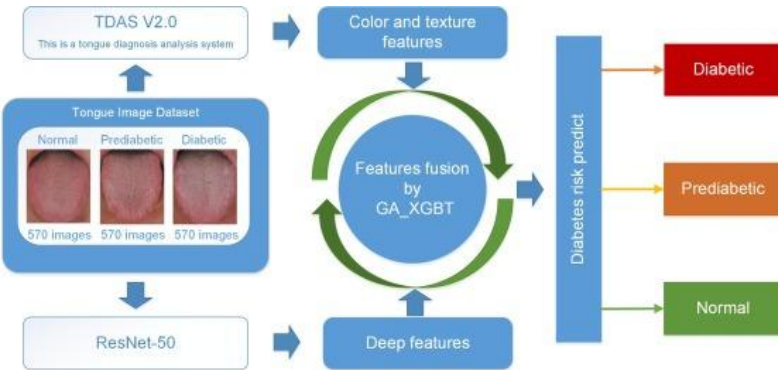 TDAS V2.0
This is a tongue diagnosis analysis system
Color and texture
features
Tongue Image Dataset
Normal Prediabetic Diabetic
570 images 570 images 570 images
Features fusion
by
GA_XGBT
ResNet-50
Deep features
Diabetes risk predict
Diabetic
Prediabetic
Normal